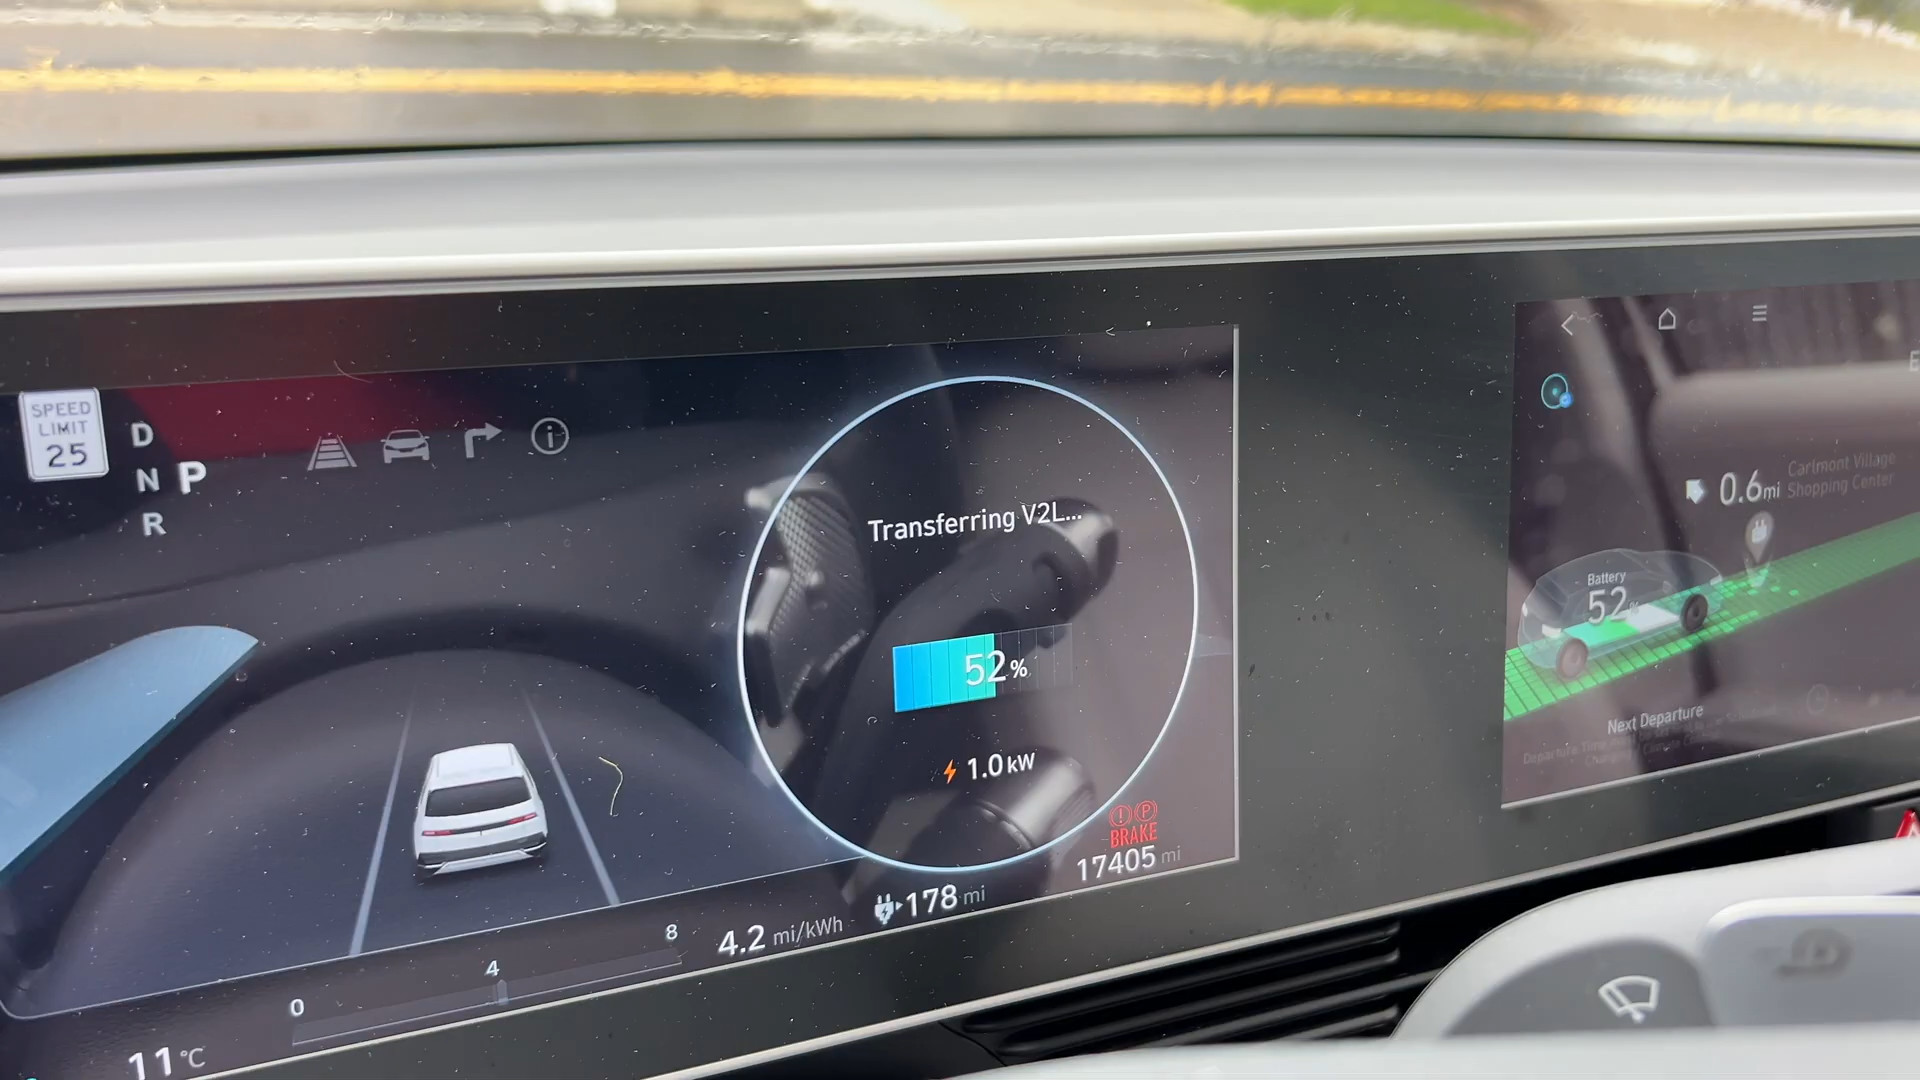 SPEED
LIMIT
25
D
N P
R
Transferring V2L...
52%
1.0 kW
BRAKE
17405 mi
178 mi
4.2 mi/kWh
0
4
8
11 °C
0.6mi
Carlmont Village
Shopping Center
Battery
52%
Next Departure